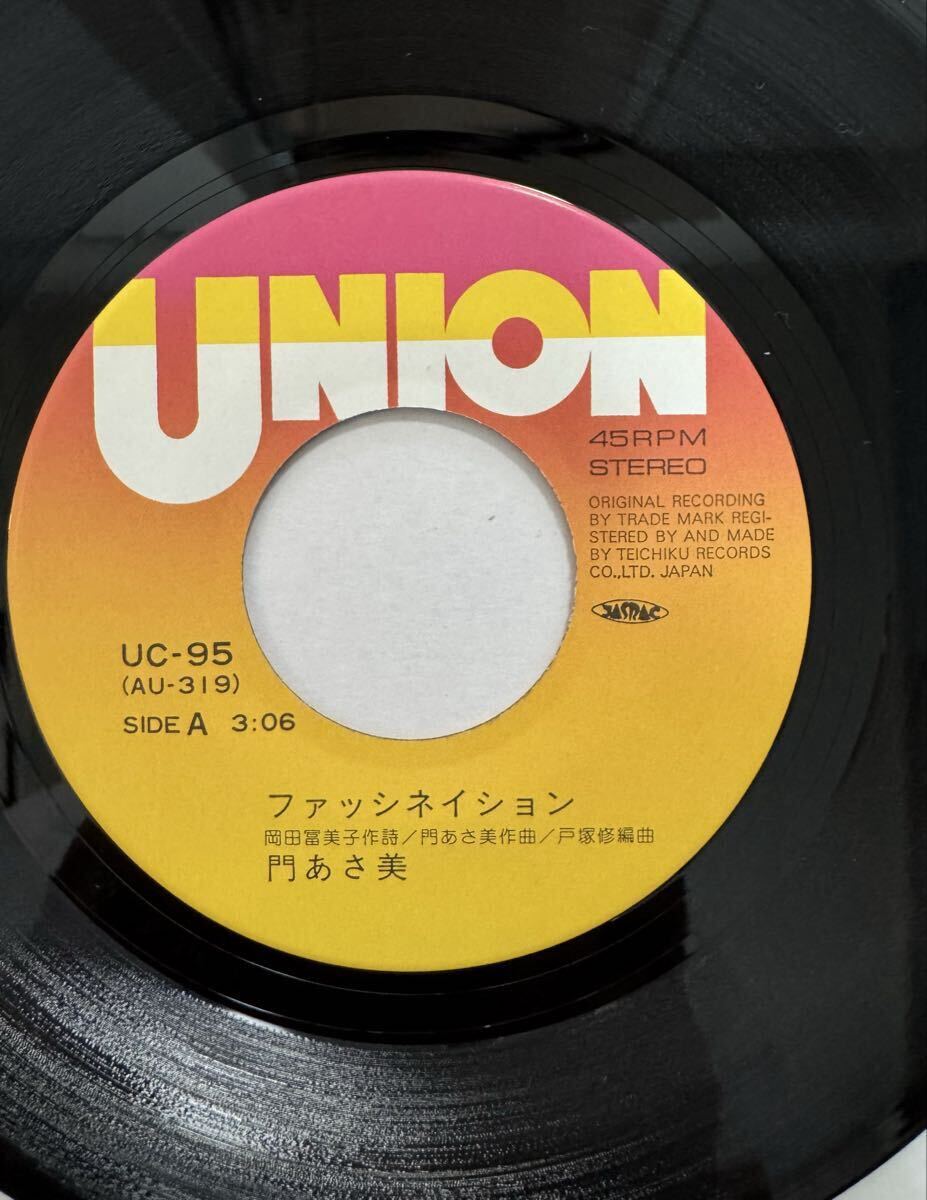 UNION
45RPM
STEREO
ORIGINAL RECORDING
BY TRADE MARK REGI-
STERED BY AND MADE
BY TEICHIKU RECORDS
CO.,LTD. JAPAN
JASRAC
UC-95
(AU-319)
SIDE A 3:06
ファッシネイション
岡田冨美子作詩/門あさ美作曲/戸塚修編曲
門あさ美